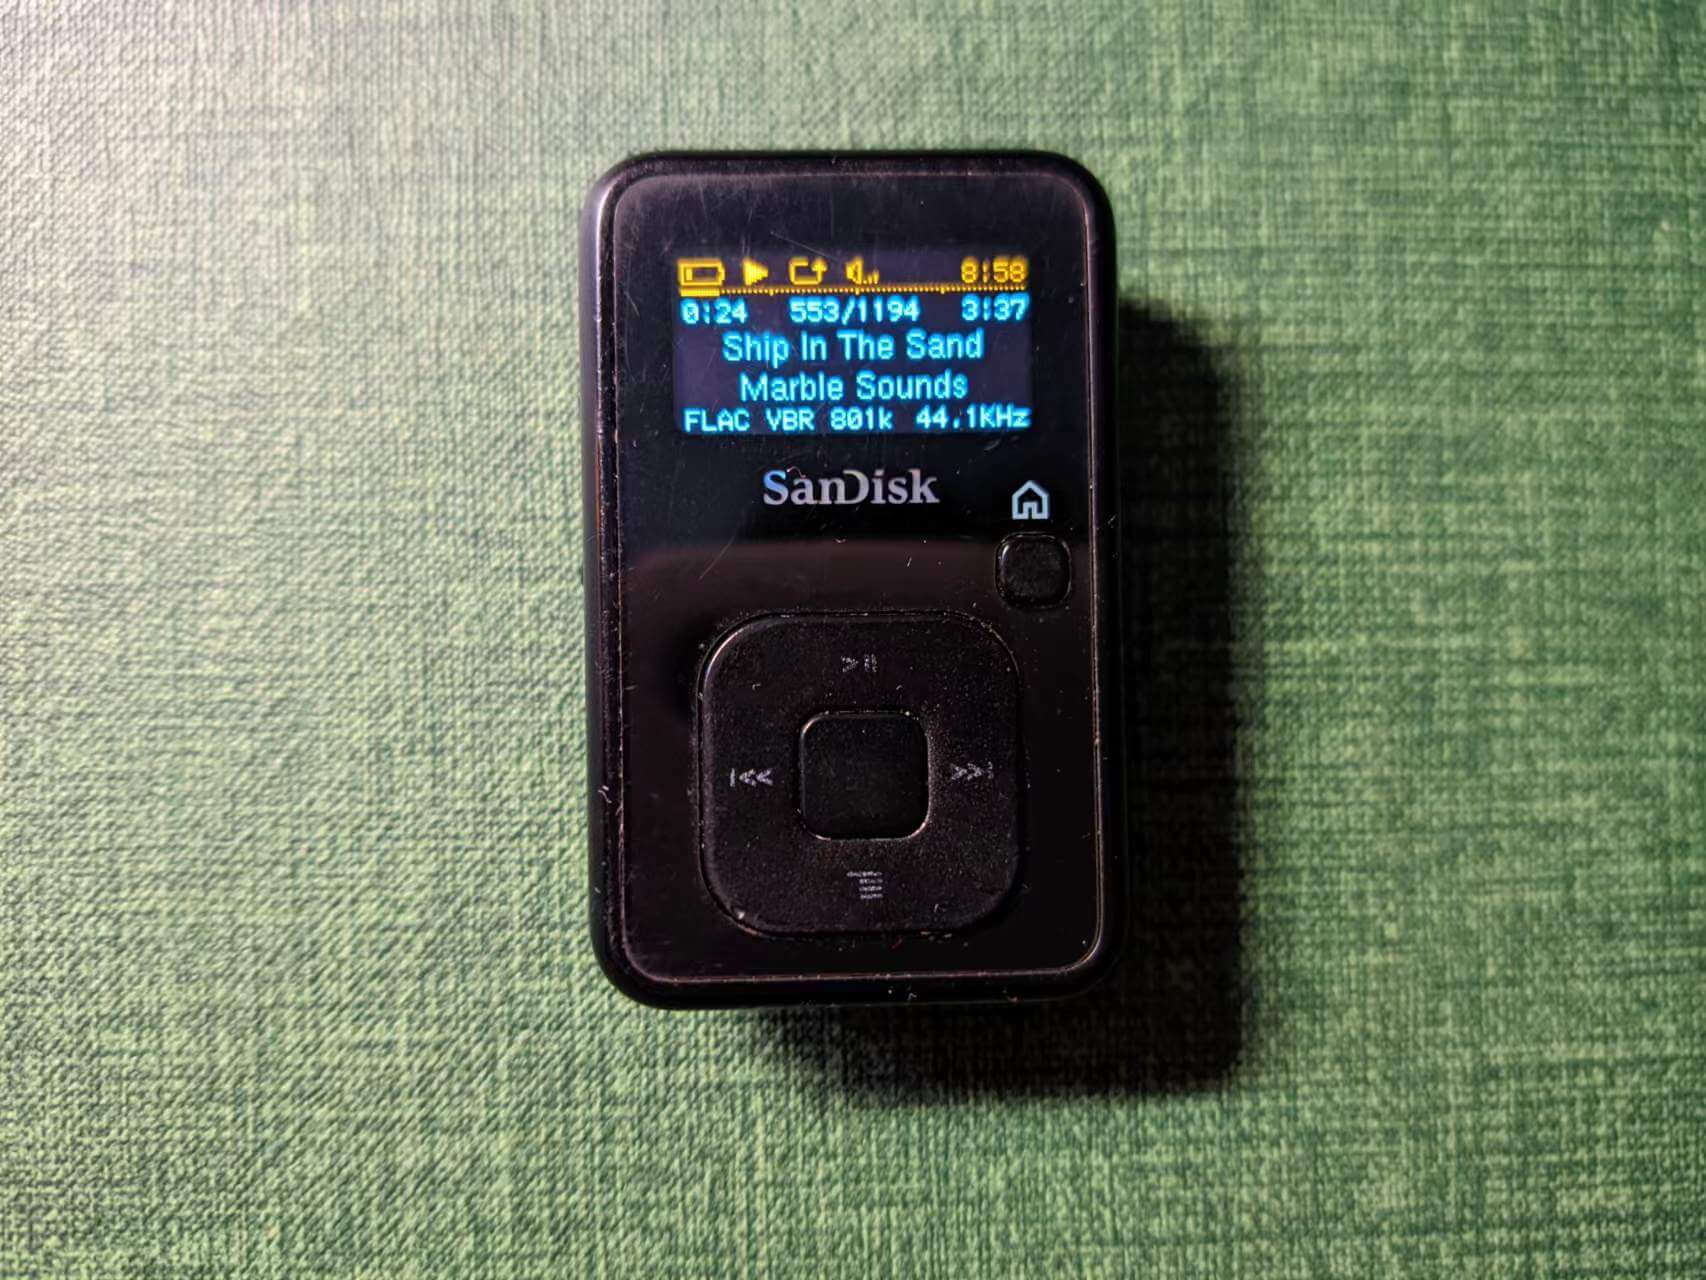 8:58
0:24 553/1194 3:37
Ship In The Sand
Marble Sounds
FLAC VBR 801k 44.1KHz
SanDisk